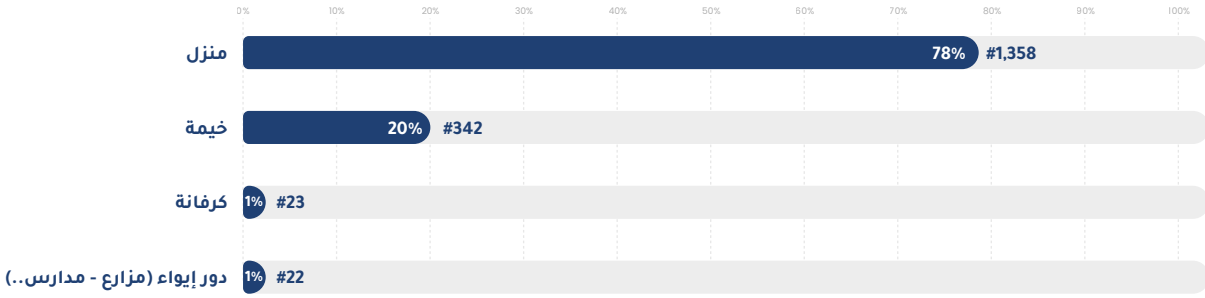 0% 10% 20% 30% 40% 50% 60% 70% 80% 90% 100%
منزل 78% #1,358
خيمة 20% #342
كرفانة 1% #23
دور إيواء (مزارع - مدارس..) 1% #22